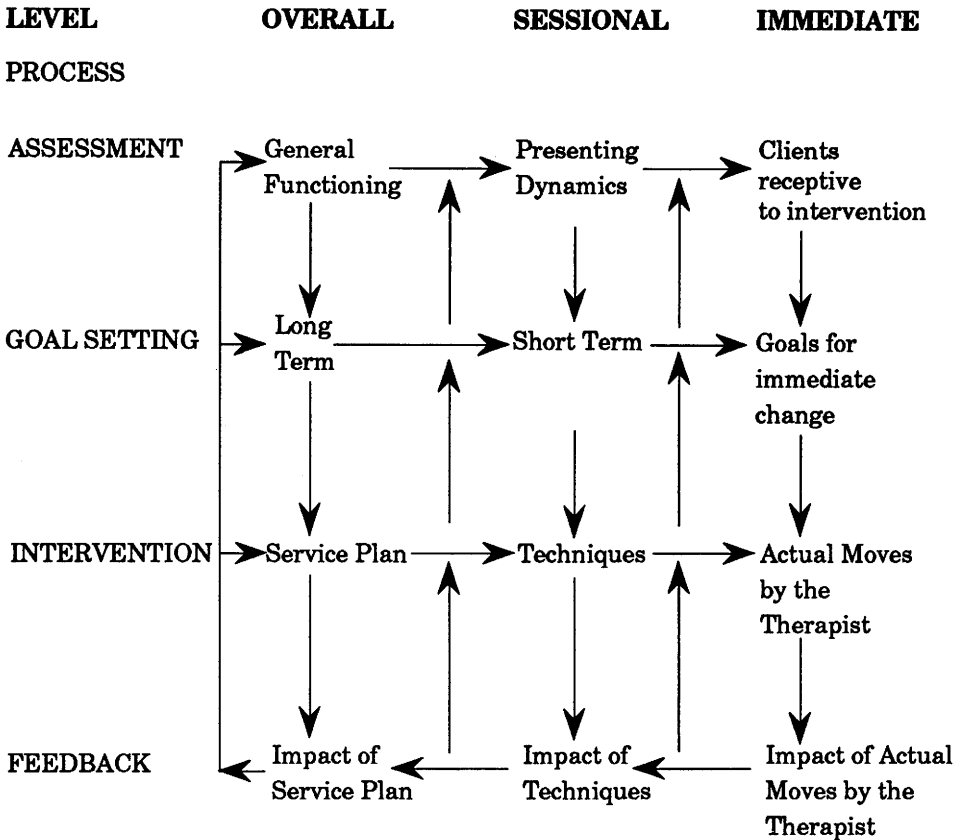 LEVEL OVERALL SESSIONAL IMMEDIATE
PROCESS
ASSESSMENT
General
Functioning
Presenting
Dynamics
Clients
receptive
to intervention
GOAL SETTING
Long
Term
Short Term
Goals for
immediate
change
INTERVENTION
Service Plan
Techniques
Actual Moves
by the
Therapist
FEEDBACK
Impact of
Service Plan
Impact of
Techniques
Impact of Actual
Moves by the
Therapist